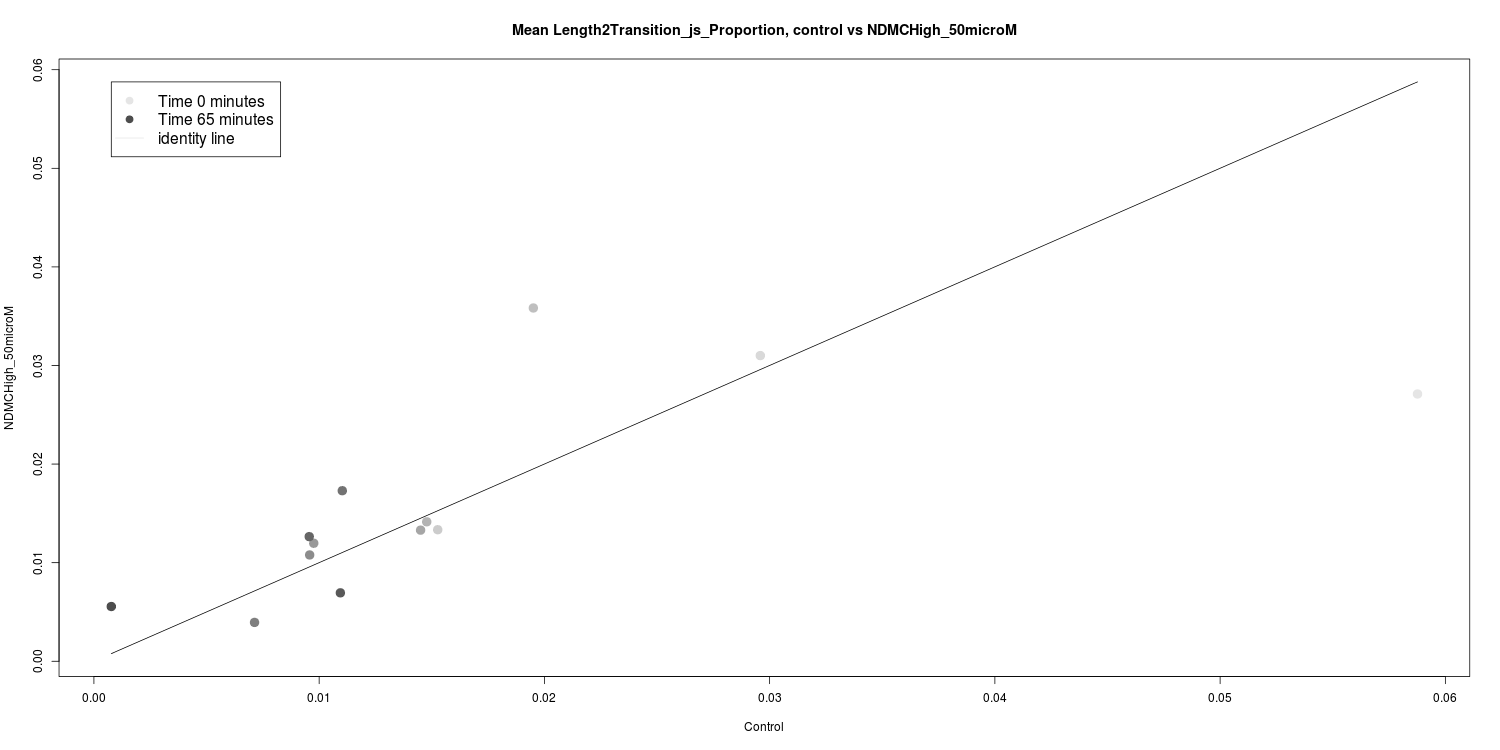 Mean Length2Transition_js_Proportion, control vs NDMCHigh_50microM
Time 0 minutes
Time 65 minutes
identity line
NDMCHigh_50microM
0.06
0.05
0.04
0.03
0.02
0.01
0.00
0.00 0.01 0.02 0.03 0.04 0.05 0.06
Control